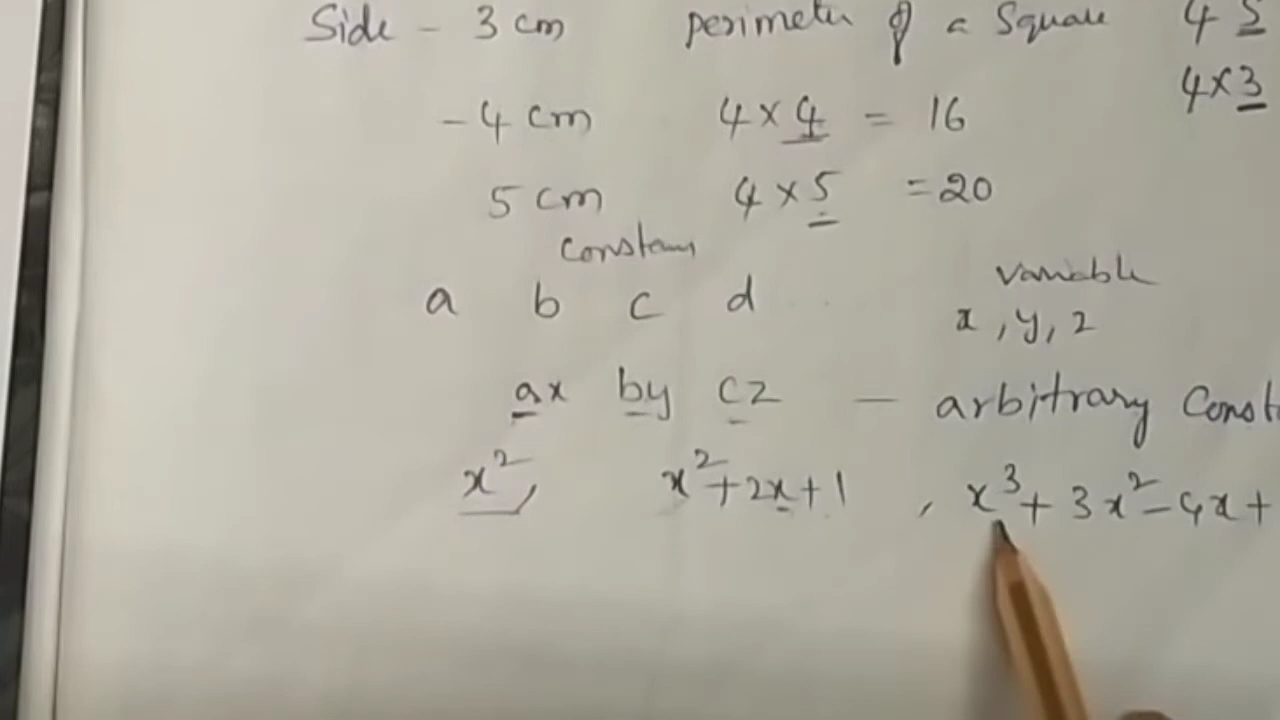 Side - 3 cm perimeter of a Square 4 S
4×3
- 4 cm 4 × 4 = 16
5 cm 4 × 5 = 20
constant
variable
a b c d
x, y, z
ax by cz — arbitrary Const
x², x²+2x+1 , x³+3x²-4x+